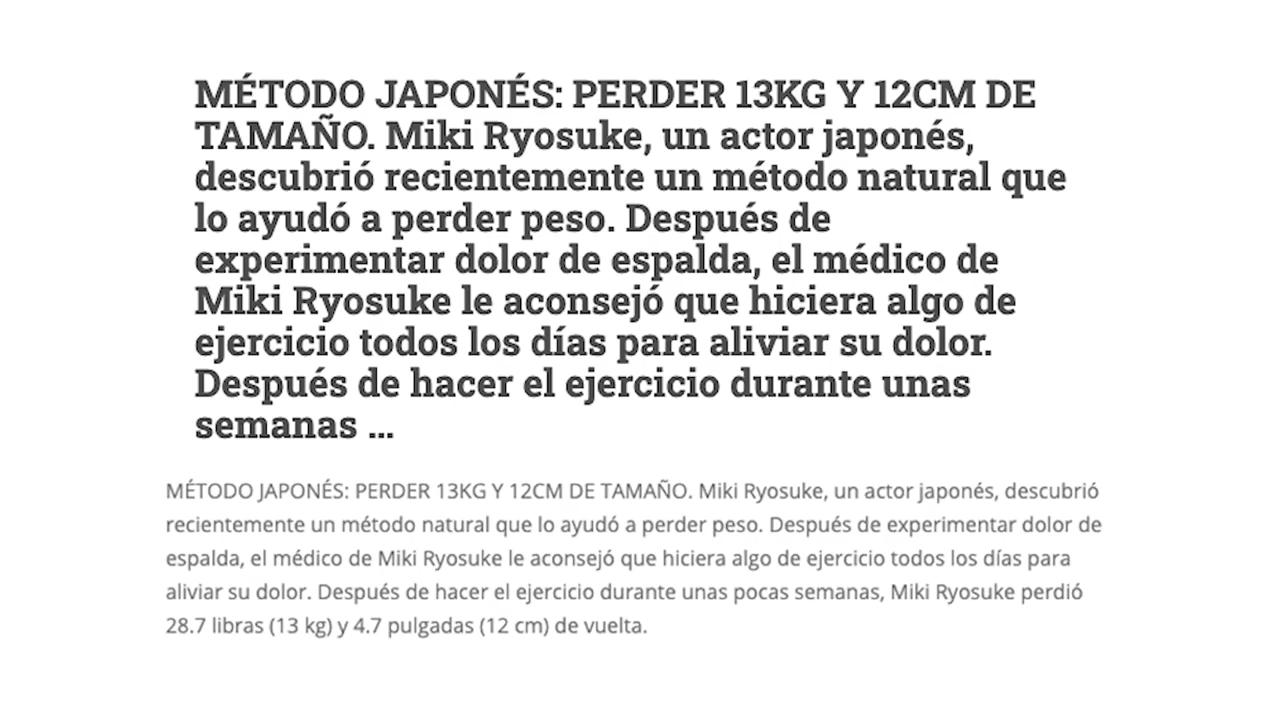 MÉTODO JAPONÉS: PERDER 13KG Y 12CM DE
TAMAÑO. Miki Ryosuke, un actor japonés,
descubrió recientemente un método natural que
lo ayudó a perder peso. Después de
experimentar dolor de espalda, el médico de
Miki Ryosuke le aconsejó que hiciera algo de
ejercicio todos los días para aliviar su dolor.
Después de hacer el ejercicio durante unas
semanas ...
MÉTODO JAPONÉS: PERDER 13KG Y 12CM DE TAMAÑO. Miki Ryosuke, un actor japonés, descubrió
recientemente un método natural que lo ayudó a perder peso. Después de experimentar dolor de
espalda, el médico de Miki Ryosuke le aconsejó que hiciera algo de ejercicio todos los días para
aliviar su dolor. Después de hacer el ejercicio durante unas pocas semanas, Miki Ryosuke perdió
28.7 libras (13 kg) y 4.7 pulgadas (12 cm) de vuelta.